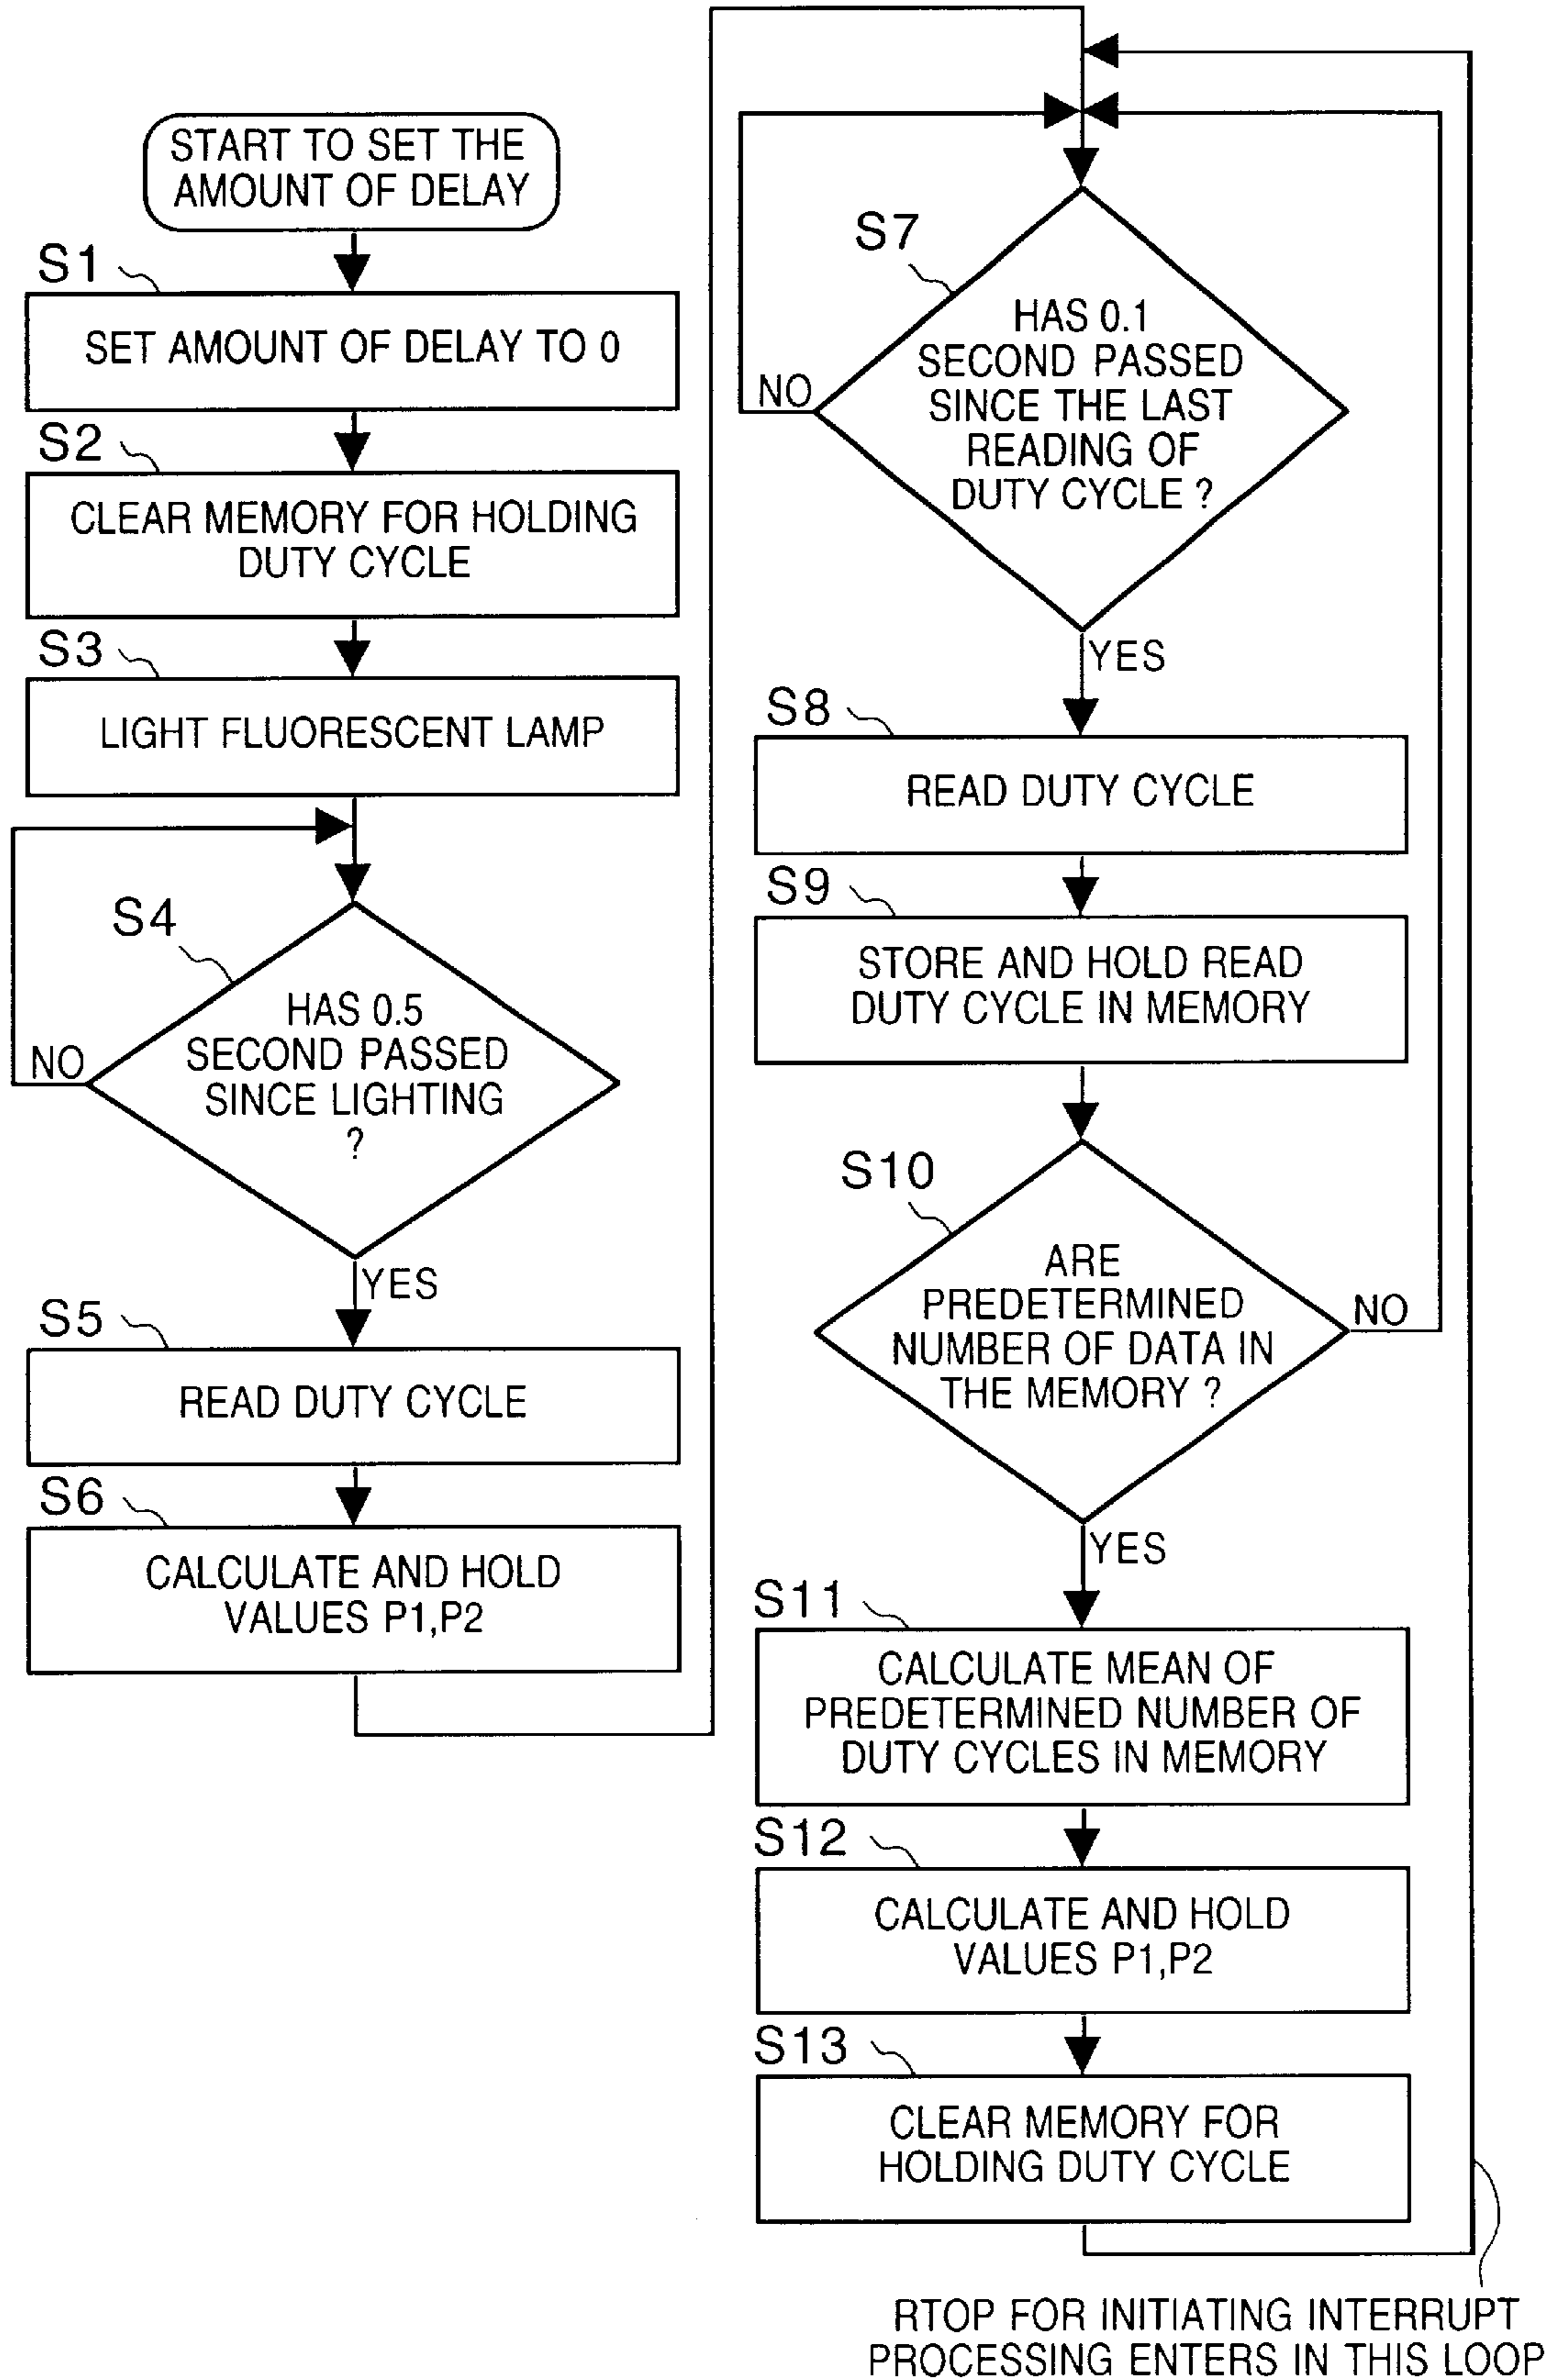 START TO SET THE
AMOUNT OF DELAY
S1
SET AMOUNT OF DELAY TO 0
S2
CLEAR MEMORY FOR HOLDING
DUTY CYCLE
S3
LIGHT FLUORESCENT LAMP
S4
HAS 0.5
SECOND PASSED
SINCE LIGHTING
?
NO
YES
S5
READ DUTY CYCLE
S6
CALCULATE AND HOLD
VALUES P1,P2
S7
HAS 0.1
SECOND PASSED
SINCE THE LAST
READING OF
DUTY CYCLE ?
NO
YES
S8
READ DUTY CYCLE
S9
STORE AND HOLD READ
DUTY CYCLE IN MEMORY
S10
ARE
PREDETERMINED
NUMBER OF DATA IN
THE MEMORY ?
NO
YES
S11
CALCULATE MEAN OF
PREDETERMINED NUMBER OF
DUTY CYCLES IN MEMORY
S12
CALCULATE AND HOLD
VALUES P1,P2
S13
CLEAR MEMORY FOR
HOLDING DUTY CYCLE
RTOP FOR INITIATING INTERRUPT
PROCESSING ENTERS IN THIS LOOP